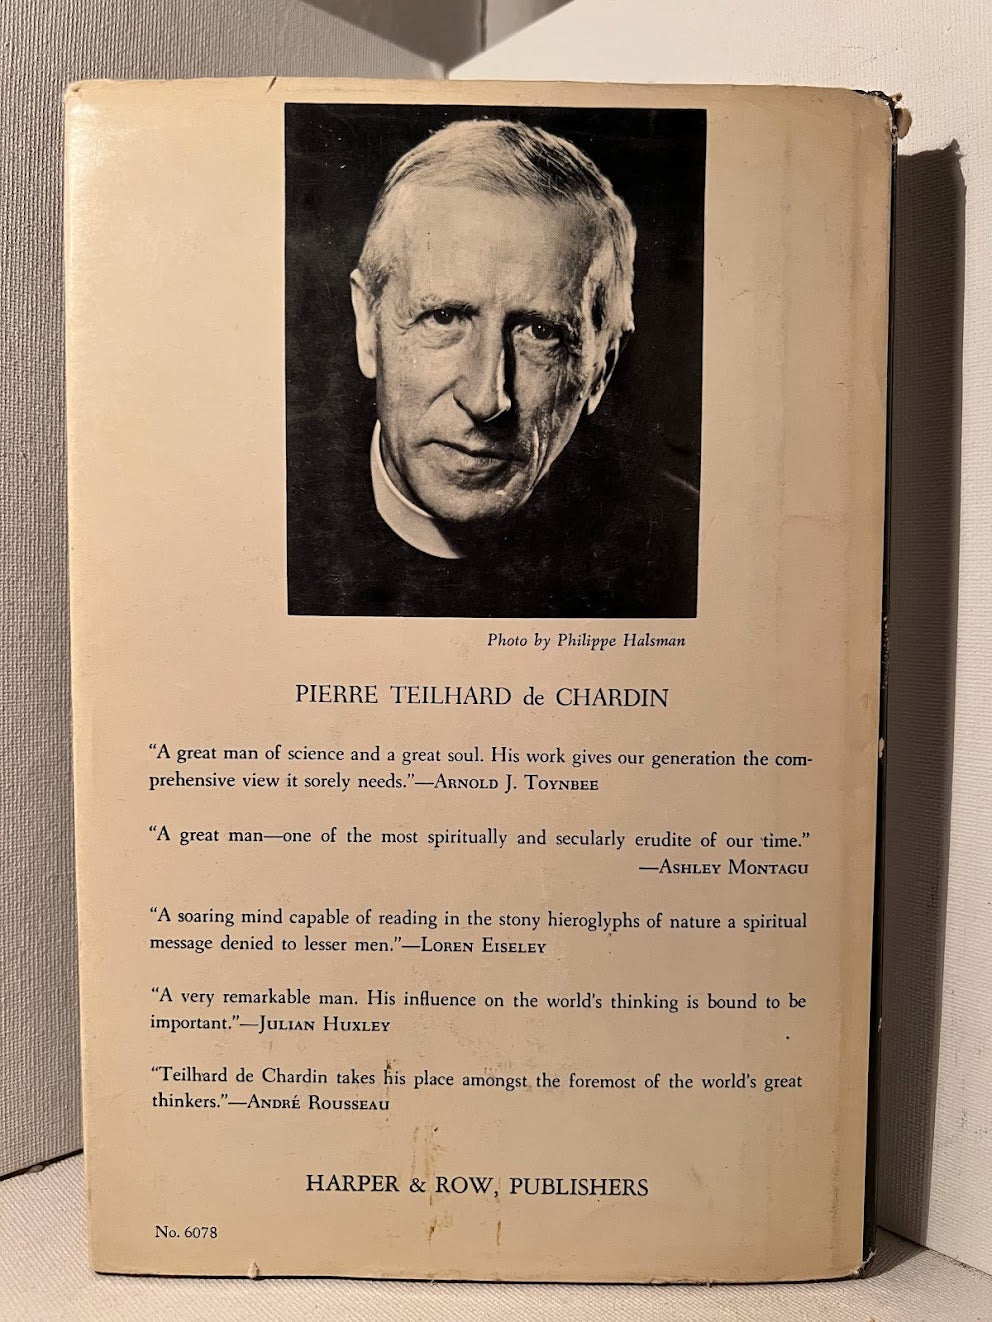 Photo by Philippe Halsman
PIERRE TEILHARD de CHARDIN
“A great man of science and a great soul. His work gives our generation the com-
prehensive view it sorely needs.”—ARNOLD J. TOYNBEE
“A great man—one of the most spiritually and secularly erudite of our time.”
—ASHLEY MONTAGU
“A soaring mind capable of reading in the stony hieroglyphs of nature a spiritual
message denied to lesser men.”—LOREN EISELEY
“A very remarkable man. His influence on the world’s thinking is bound to be
important.”—JULIAN HUXLEY
“Teilhard de Chardin takes his place amongst the foremost of the world’s great
thinkers.”—ANDRÉ ROUSSEAU
HARPER & ROW, PUBLISHERS
No. 6078